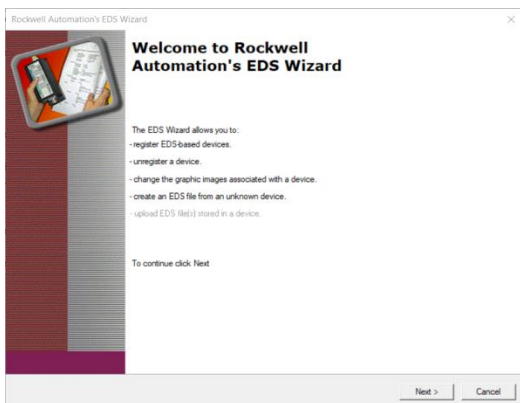 Rockwell Automation's EDS Wizard
Welcome to Rockwell
Automation's EDS Wizard
The EDS Wizard allows you to:
- register EDS-based devices.
- unregister a device.
- change the graphic images associated with a device.
- create an EDS file from an unknown device.
- upload EDS file(s) stored in a device.
To continue click Next
Next >
Cancel